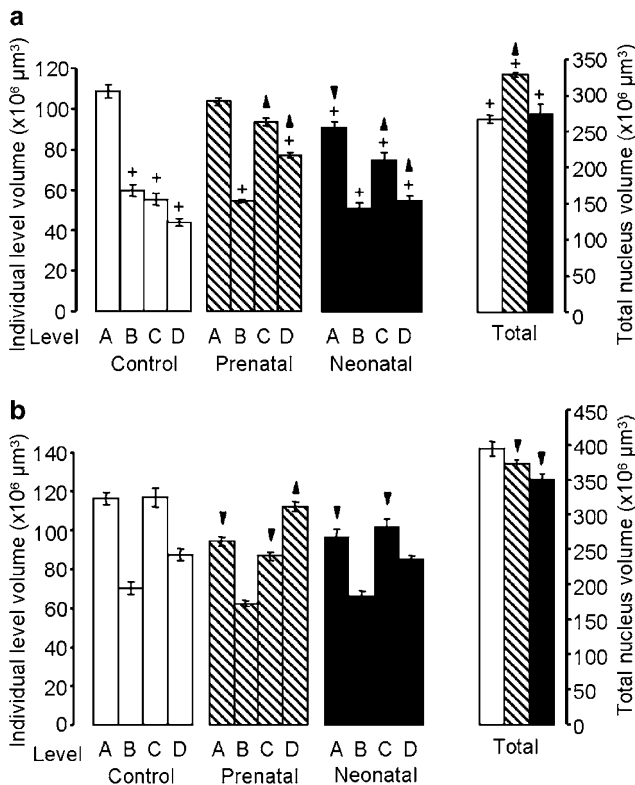 a
Individual level volume (x10⁶ µm³)
120
100
80
60
40
20
0
+ + +
+ + +
+ + + +
+ + +
350
300
250
200
150
100
50
0
Total nucleus volume (x10⁶ µm³)
Level A B C D A B C D A B C D
Control Prenatal Neonatal Total
b
Individual level volume (x10⁶ µm³)
140
120
100
80
60
40
20
0
450
400
350
300
250
200
150
100
50
0
Total nucleus volume (x10⁶ µm³)
Level A B C D A B C D A B C D
Control Prenatal Neonatal Total